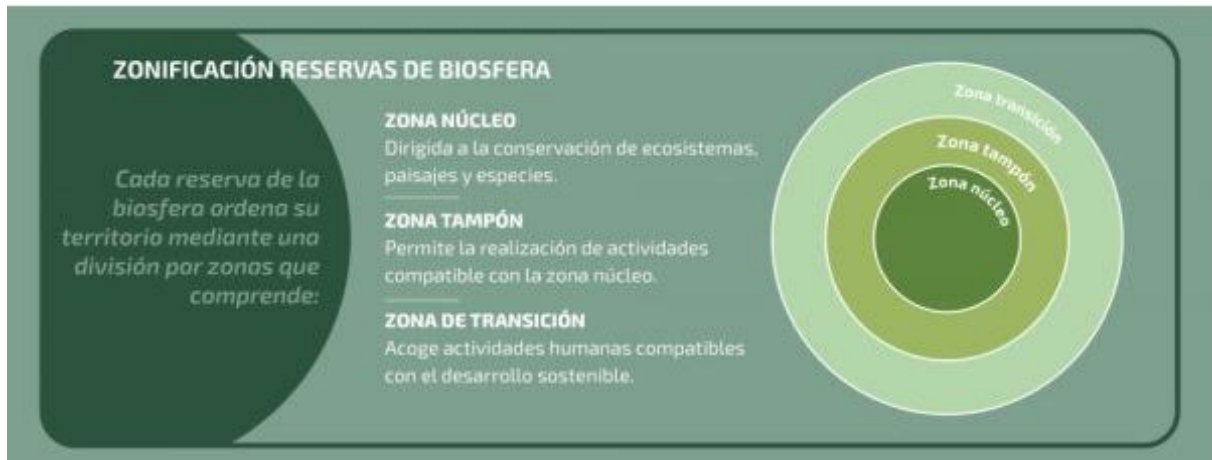 ZONIFICACIÓN RESERVAS DE BIOSFERA
Cada reserva de la
biosfera ordena su
territorio mediante una
división por zonas que
comprende:
ZONA NÚCLEO
Dirigida a la conservación de ecosistemas,
paisajes y especies.
ZONA TAMPÓN
Permite la realización de actividades
compatible con la zona núcleo.
ZONA DE TRANSICIÓN
Acoge actividades humanas compatibles
con el desarrollo sostenible.
Zona transición
Zona tampón
Zona núcleo